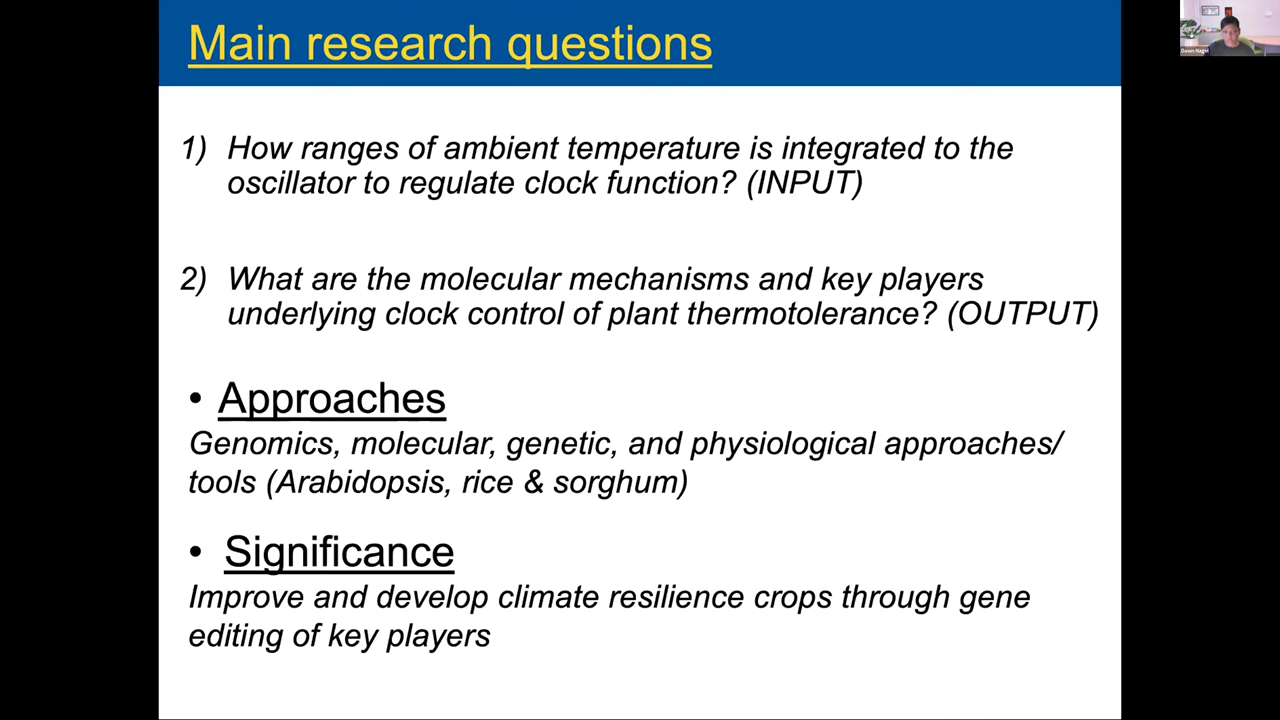 Main research questions
1) How ranges of ambient temperature is integrated to the
oscillator to regulate clock function? (INPUT)
2) What are the molecular mechanisms and key players
underlying clock control of plant thermotolerance? (OUTPUT)
• Approaches
Genomics, molecular, genetic, and physiological approaches/
tools (Arabidopsis, rice & sorghum)
• Significance
Improve and develop climate resilience crops through gene
editing of key players
Dawn Nagel